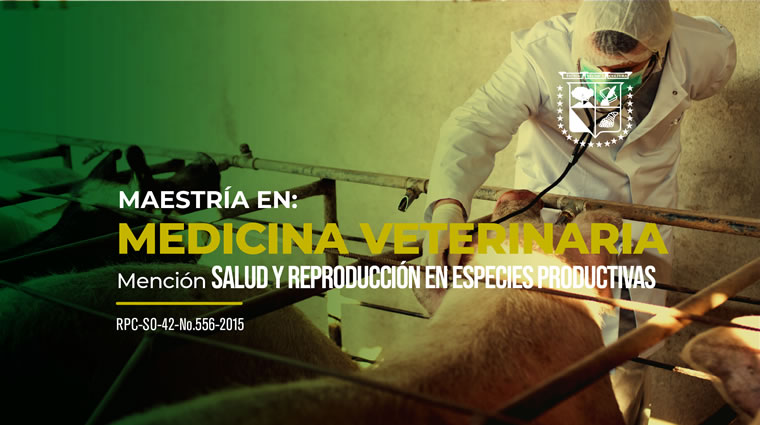 MAESTRÍA EN:
MEDICINA VETERINARIA
Mención SALUD Y REPRODUCCIÓN EN ESPECIES PRODUCTIVAS
RPC-SO-42-No.556-2015